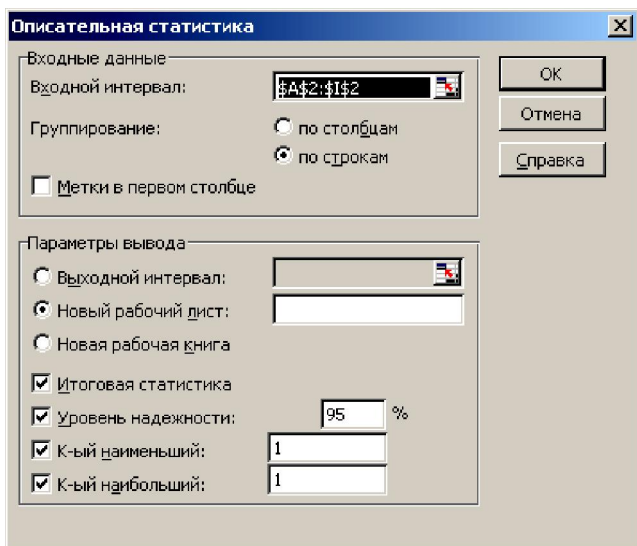 Описательная статистика
Входные данные
Входной интервал: $A$2:$I$2
Группирование: по столбцам
по строкам
Метки в первом столбце
OK
Отмена
Справка
Параметры вывода
Выходной интервал:
Новый рабочий лист:
Новая рабочая книга
Итоговая статистика
Уровень надежности: 95 %
К-ый наименьший: 1
К-ый наибольший: 1